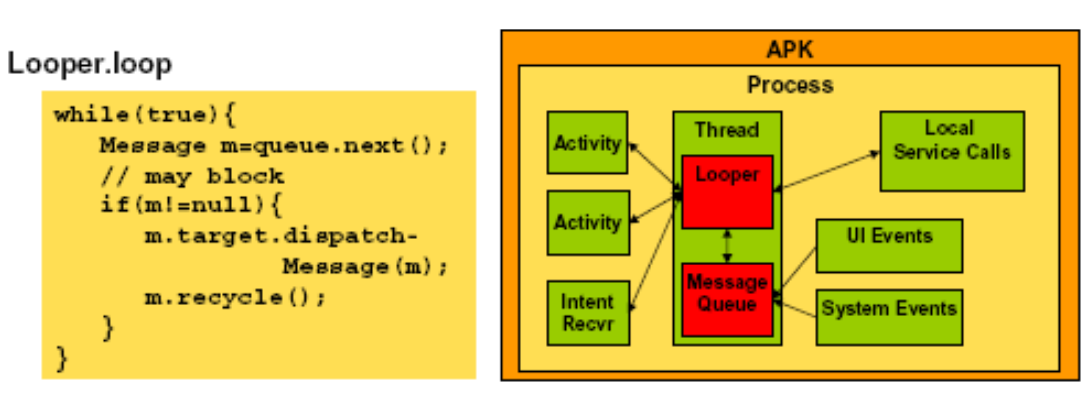 Looper.loop
while(true){
Message m=queue.next();
// may block
if(m!=null){
m.target.dispatch-
Message(m);
m.recycle();
}
}
APK
Process
Activity
Activity
Intent
Recvr
Thread
Looper
Message
Queue
Local
Service Calls
UI Events
System Events